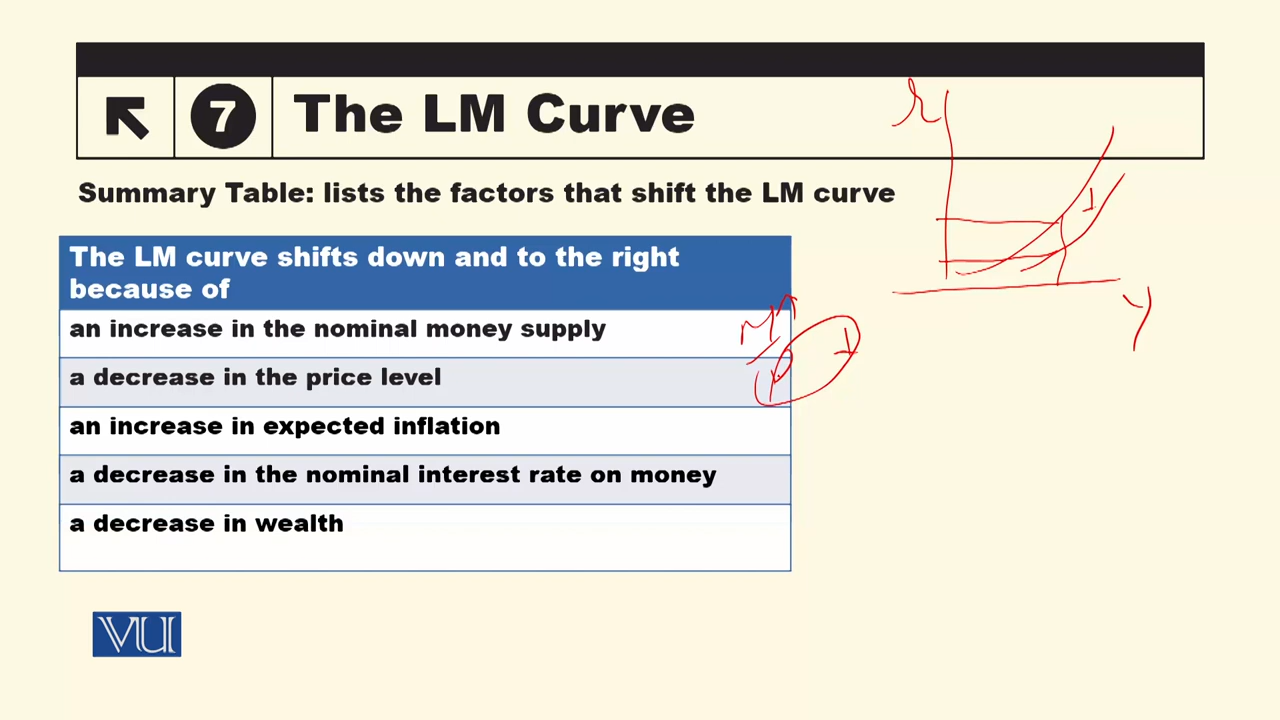 7 The LM Curve
Summary Table: lists the factors that shift the LM curve
The LM curve shifts down and to the right
because of
an increase in the nominal money supply
a decrease in the price level
an increase in expected inflation
a decrease in the nominal interest rate on money
a decrease in wealth
r
Y
M
P
VU